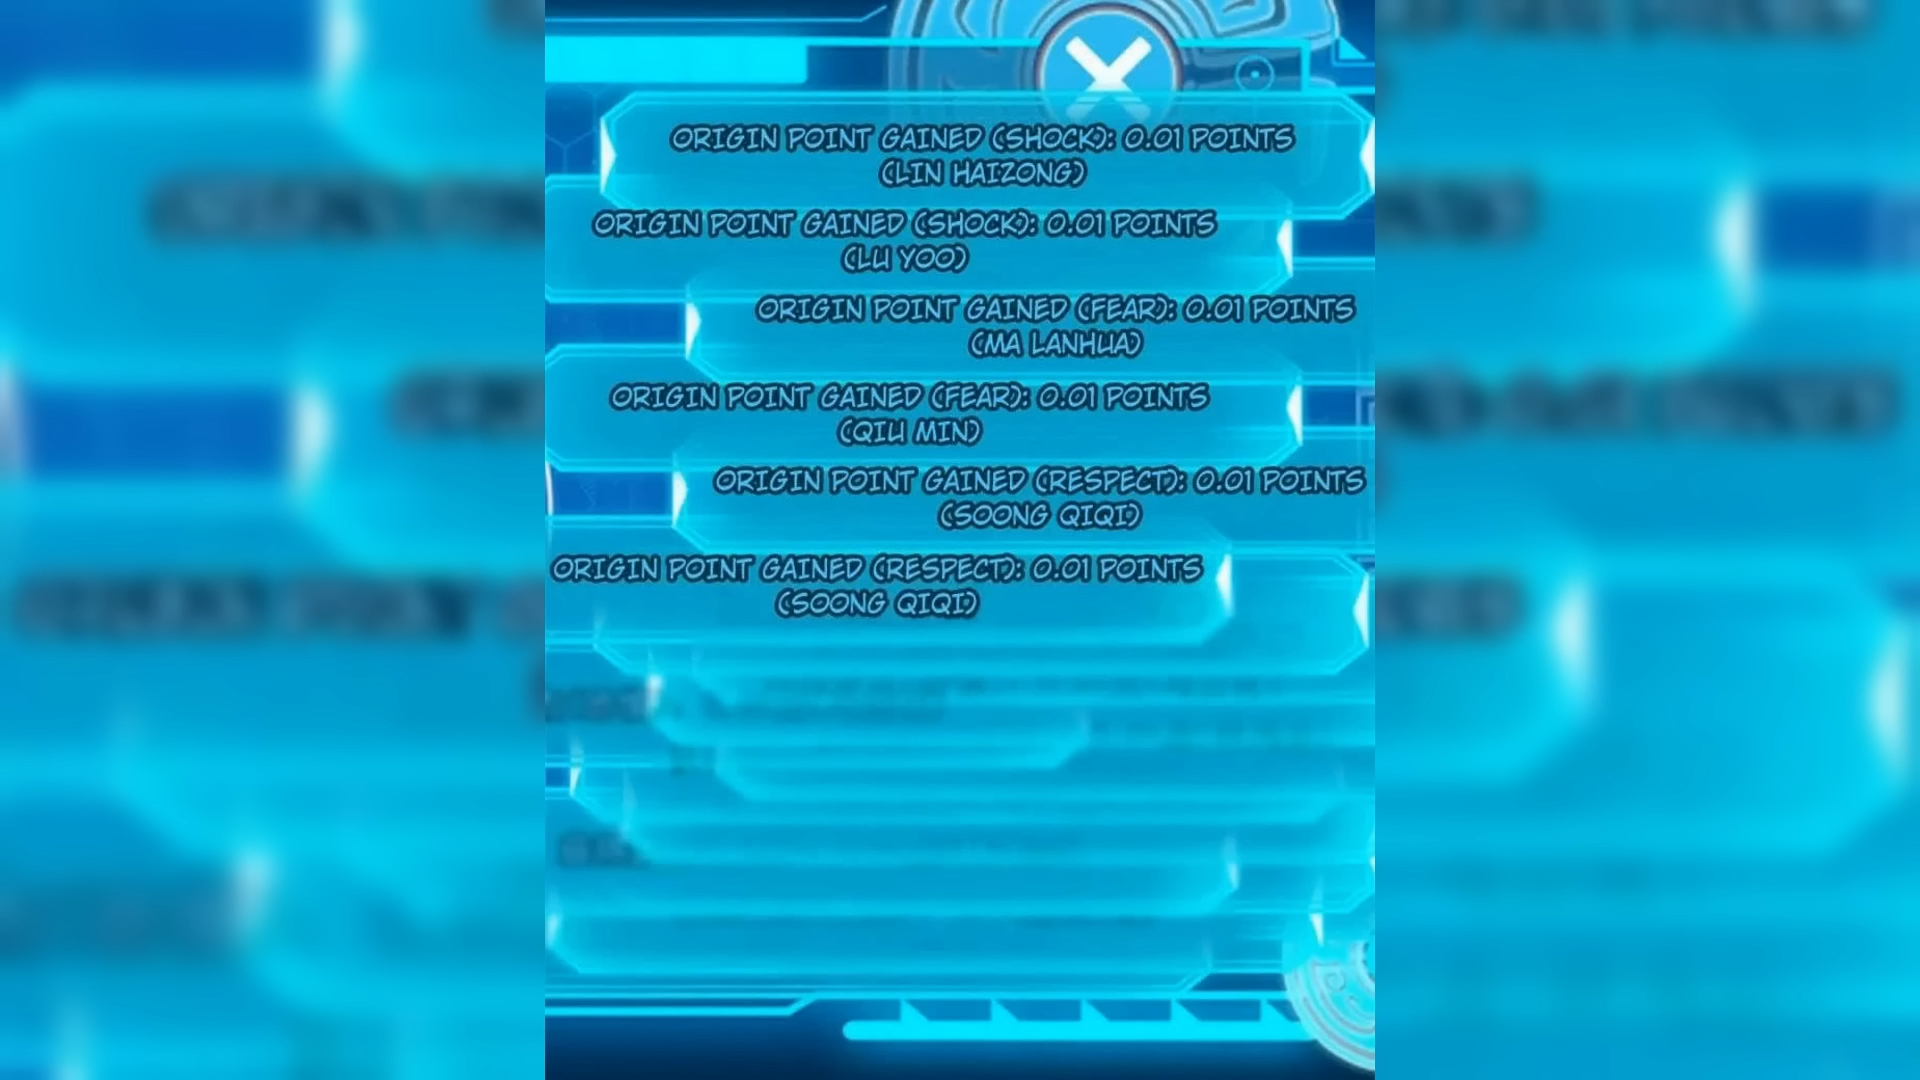 ORIGIN POINT GAINED (SHOCK): 0.01 POINTS
(LIN HAIZONG)
ORIGIN POINT GAINED (SHOCK): 0.01 POINTS
(LU YOO)
ORIGIN POINT GAINED (FEAR): 0.01 POINTS
(MA LANHUA)
ORIGIN POINT GAINED (FEAR): 0.01 POINTS
(QIU MIN)
ORIGIN POINT GAINED (RESPECT): 0.01 POINTS
(SOONG QIQI)
ORIGIN POINT GAINED (RESPECT): 0.01 POINTS
(SOONG QIQI)